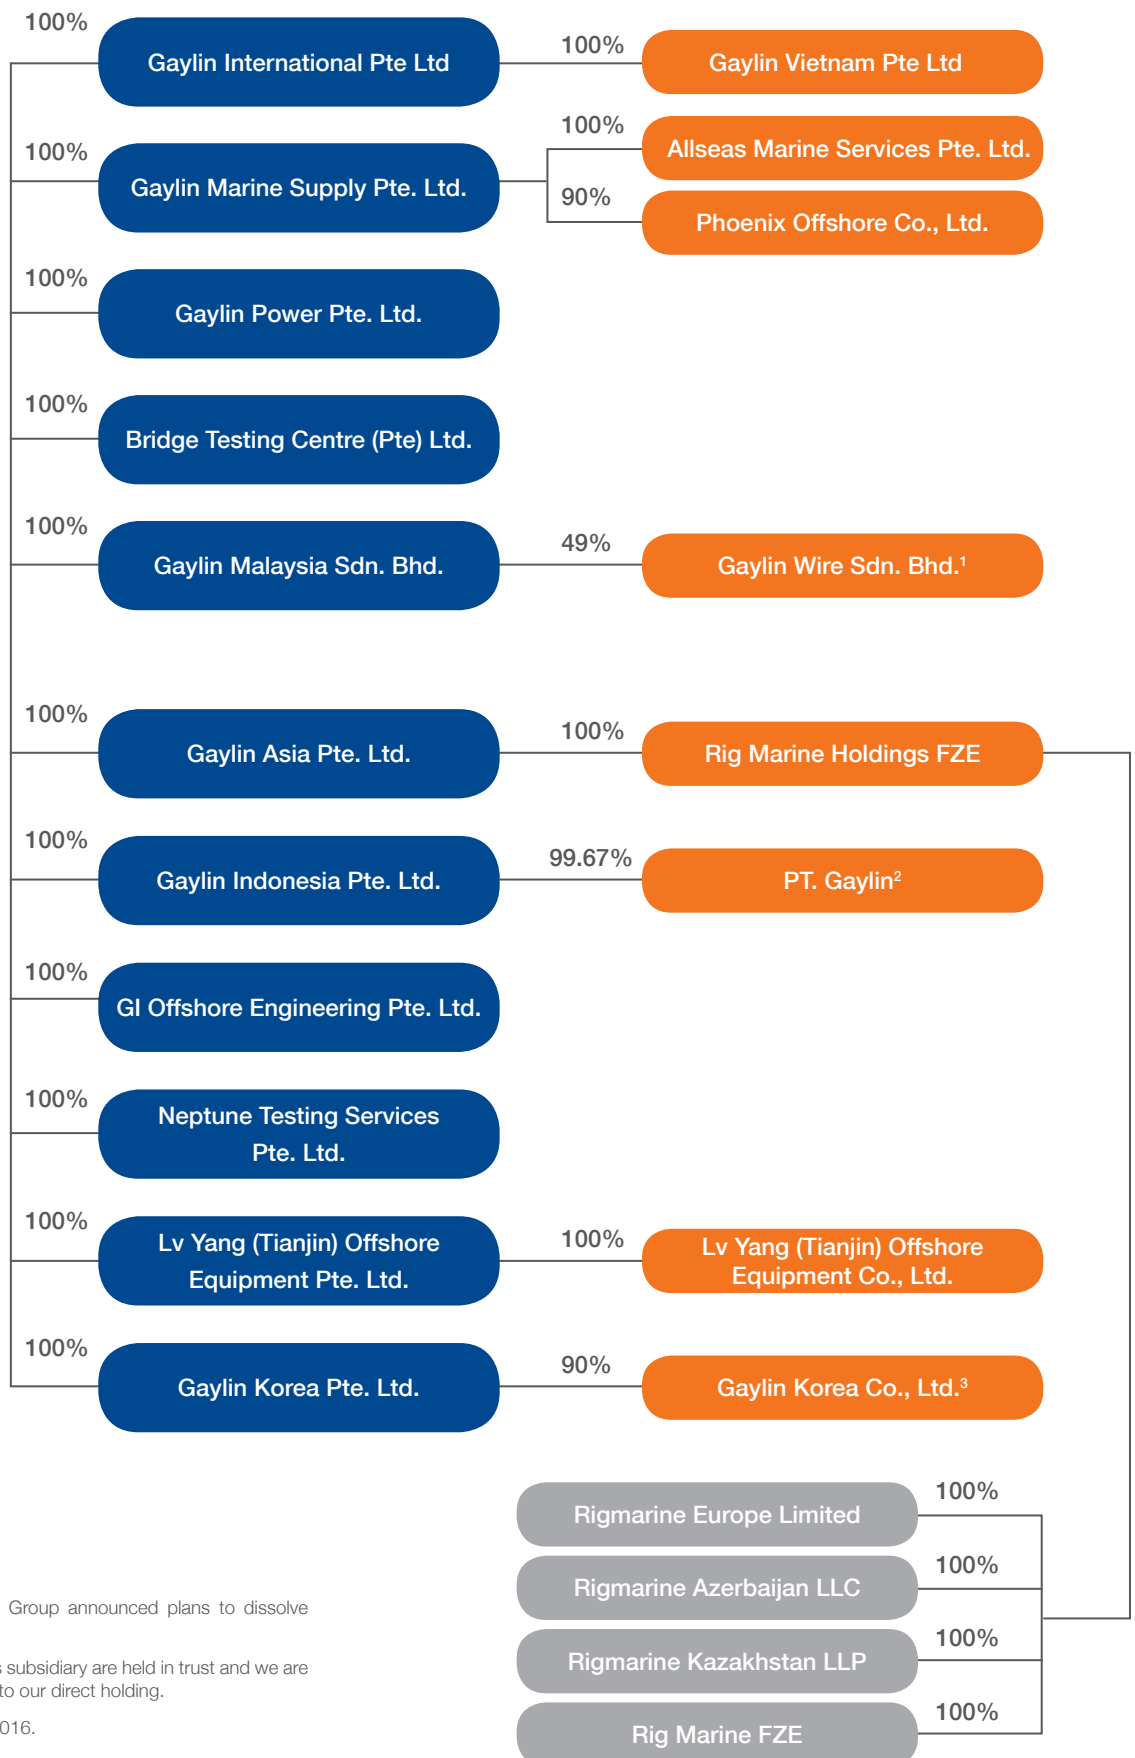 100%
Gaylin International Pte Ltd
100%
Gaylin Vietnam Pte Ltd
100%
Gaylin Marine Supply Pte. Ltd.
100%
Allseas Marine Services Pte. Ltd.
90%
Phoenix Offshore Co., Ltd.
100%
Gaylin Power Pte. Ltd.
100%
Bridge Testing Centre (Pte) Ltd.
100%
Gaylin Malaysia Sdn. Bhd.
49%
Gaylin Wire Sdn. Bhd.¹
100%
Gaylin Asia Pte. Ltd.
100%
Rig Marine Holdings FZE
100%
Gaylin Indonesia Pte. Ltd.
99.67%
PT. Gaylin²
100%
GI Offshore Engineering Pte. Ltd.
100%
Neptune Testing Services
Pte. Ltd.
100%
Lv Yang (Tianjin) Offshore
Equipment Pte. Ltd.
100%
Lv Yang (Tianjin) Offshore
Equipment Co., Ltd.
100%
Gaylin Korea Pte. Ltd.
90%
Gaylin Korea Co., Ltd.³
Rigmarine Europe Limited
100%
Rigmarine Azerbaijan LLC
100%
Rigmarine Kazakhstan LLP
100%
Rig Marine FZE
100%
Group announced plans to dissolve
subsidiary are held in trust and we are
to our direct holding.
016.